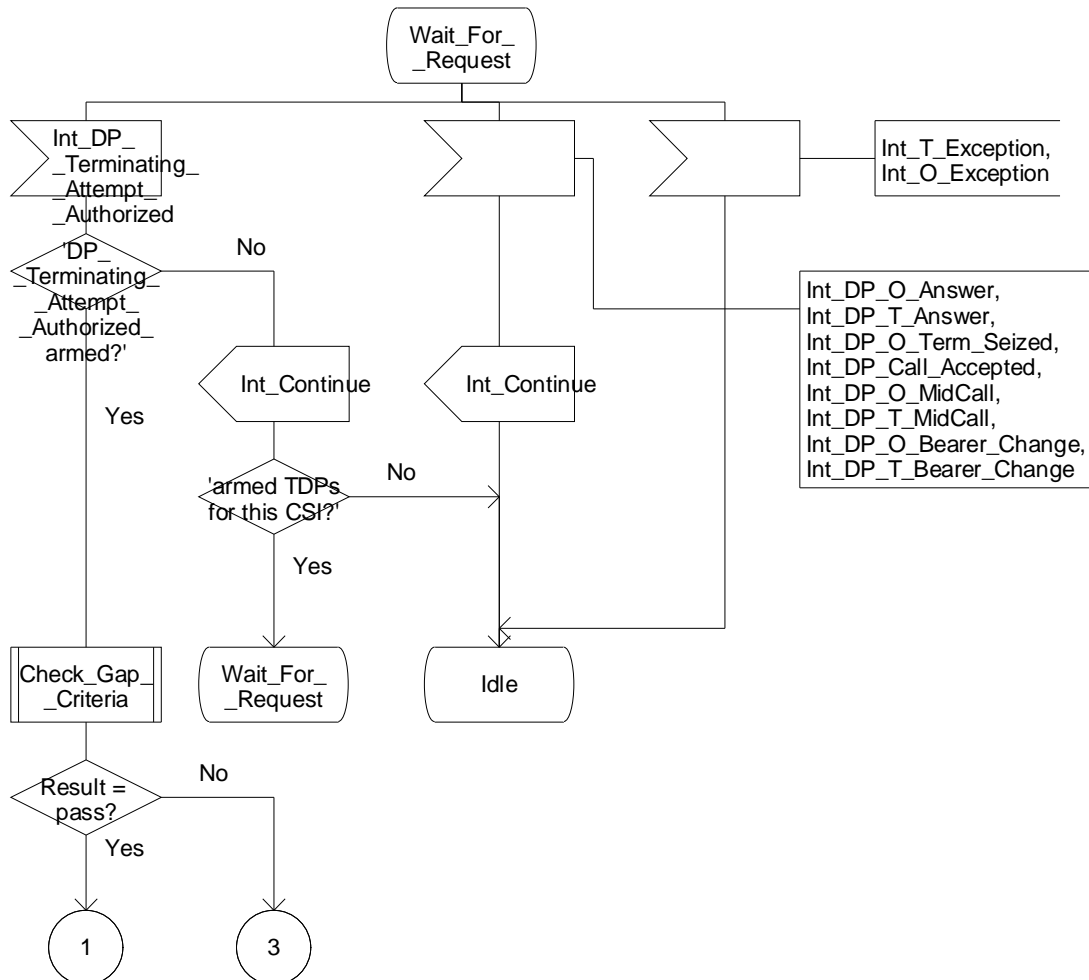 Wait_For_
_Request
Int_DP_
_Terminating_
_Attempt_
_Authorized
Int_T_Exception,
Int_O_Exception
'DP_
_Terminating_
_Attempt_
_Authorized_
armed?'
No
Int_DP_O_Answer,
Int_DP_T_Answer,
Int_DP_O_Term_Seized,
Int_DP_Call_Accepted,
Int_DP_O_MidCall,
Int_DP_T_MidCall,
Int_DP_O_Bearer_Change,
Int_DP_T_Bearer_Change
Int_Continue
Int_Continue
Yes
'armed TDPs
for this CSI?'
No
Yes
Check_Gap_
_Criteria
Wait_For_
_Request
Idle
Result =
pass?
No
Yes
1
3